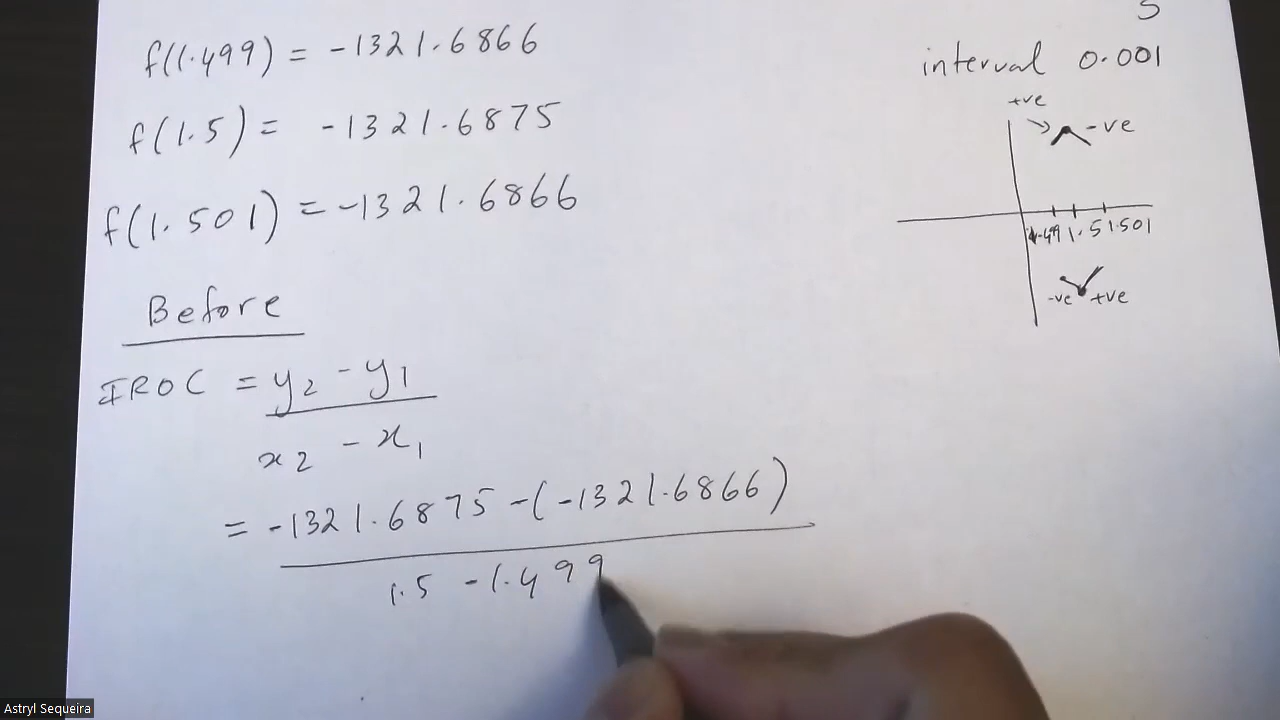 f(1.499) = -1321.6866
f(1.5) = -1321.6875
f(1.501) = -1321.6866
Before
IROC = y2 - y1
x2 - x1
= -1321.6875 -(-1321.6866)
1.5 -1.499
5
interval 0.001
+ve
-ve
1.499 1.5 1.501
-ve +ve
Astryl Sequeira